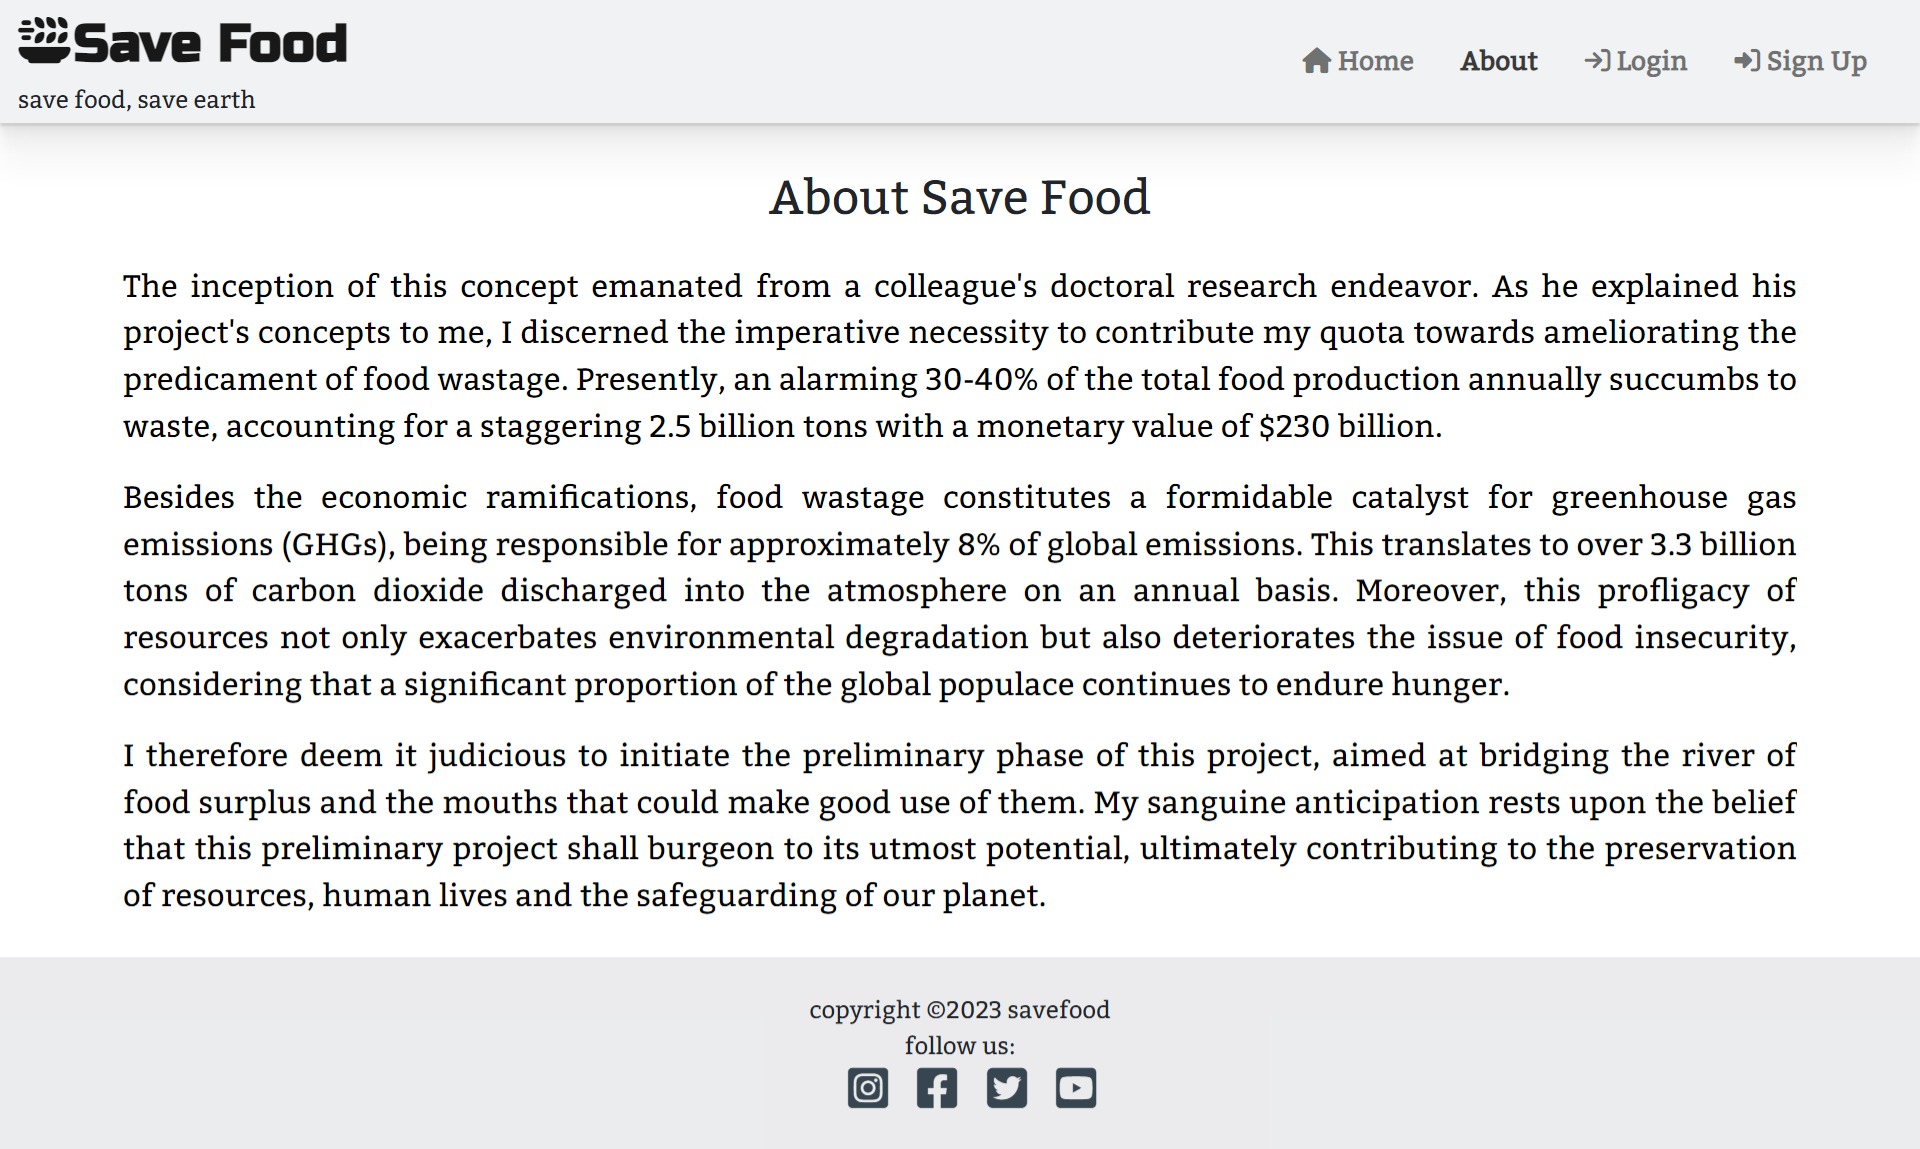 Save Food
save food, save earth
Home
About
Login
Sign Up
About Save Food
The inception of this concept emanated from a colleague's doctoral research endeavor. As he explained his
project's concepts to me, I discerned the imperative necessity to contribute my quota towards ameliorating the
predicament of food wastage. Presently, an alarming 30-40% of the total food production annually succumbs to
waste, accounting for a staggering 2.5 billion tons with a monetary value of $230 billion.
Besides the economic ramifications, food wastage constitutes a formidable catalyst for greenhouse gas
emissions (GHGs), being responsible for approximately 8% of global emissions. This translates to over 3.3 billion
tons of carbon dioxide discharged into the atmosphere on an annual basis. Moreover, this profligacy of
resources not only exacerbates environmental degradation but also deteriorates the issue of food insecurity,
considering that a significant proportion of the global populace continues to endure hunger.
I therefore deem it judicious to initiate the preliminary phase of this project, aimed at bridging the river of
food surplus and the mouths that could make good use of them. My sanguine anticipation rests upon the belief
that this preliminary project shall burgeon to its utmost potential, ultimately contributing to the preservation
of resources, human lives and the safeguarding of our planet.
copyright ©2023 savefood
follow us: